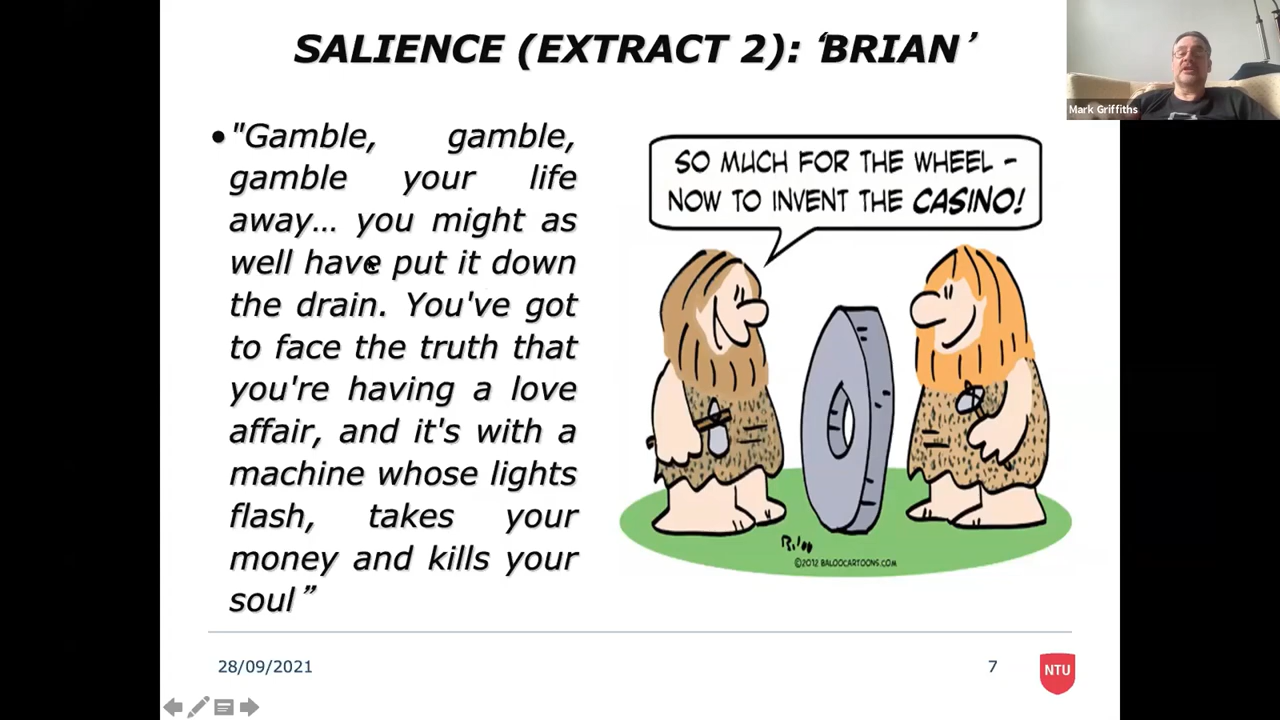 SALIENCE (EXTRACT 2): ‘BRIAN’
Mark Griffiths
•"Gamble, gamble,
gamble your life
away… you might as
well have put it down
the drain. You've got
to face the truth that
you're having a love
affair, and it's with a
machine whose lights
flash, takes your
money and kills your
soul”
SO MUCH FOR THE WHEEL –
NOW TO INVENT THE CASINO!
©2012 BALOOCARTOONS.COM
28/09/2021
7
NTU